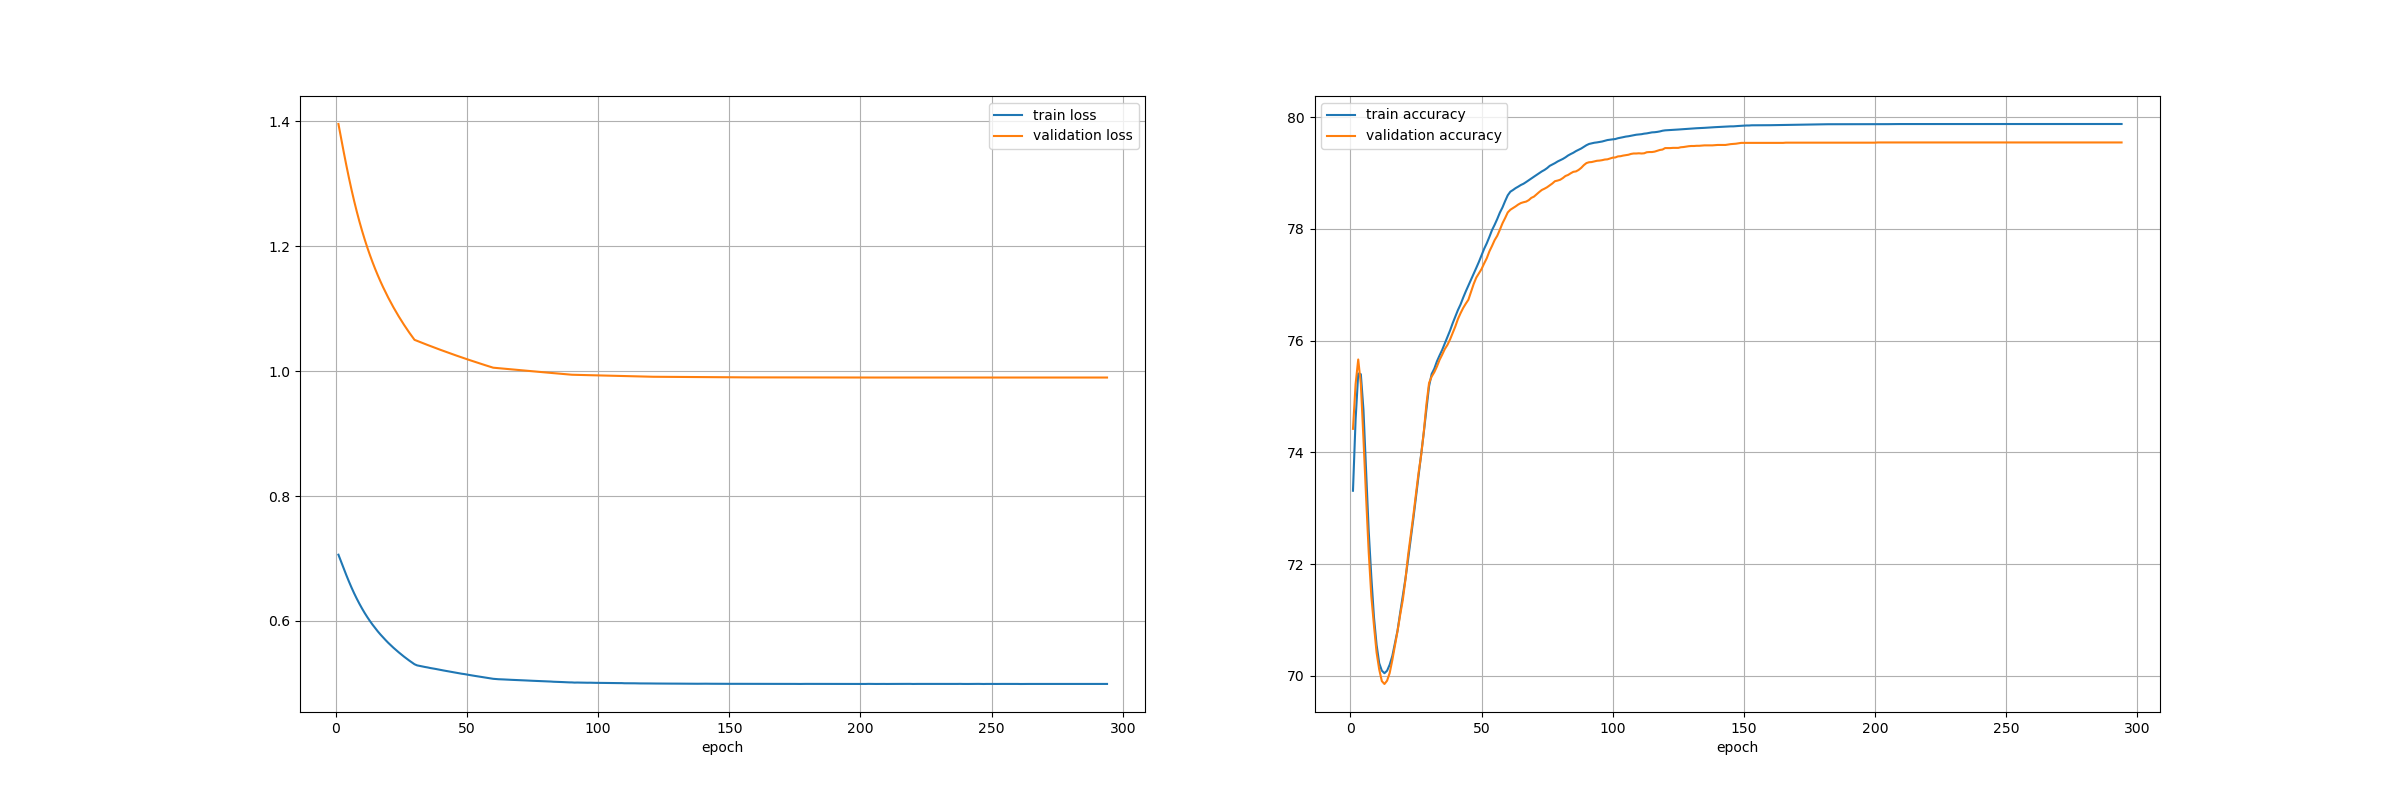 train loss
validation loss
1.4
1.2
1.0
0.8
0.6
0 50 100 150 200 250 300
epoch
train accuracy
validation accuracy
80
78
76
74
72
70
0 50 100 150 200 250 300
epoch